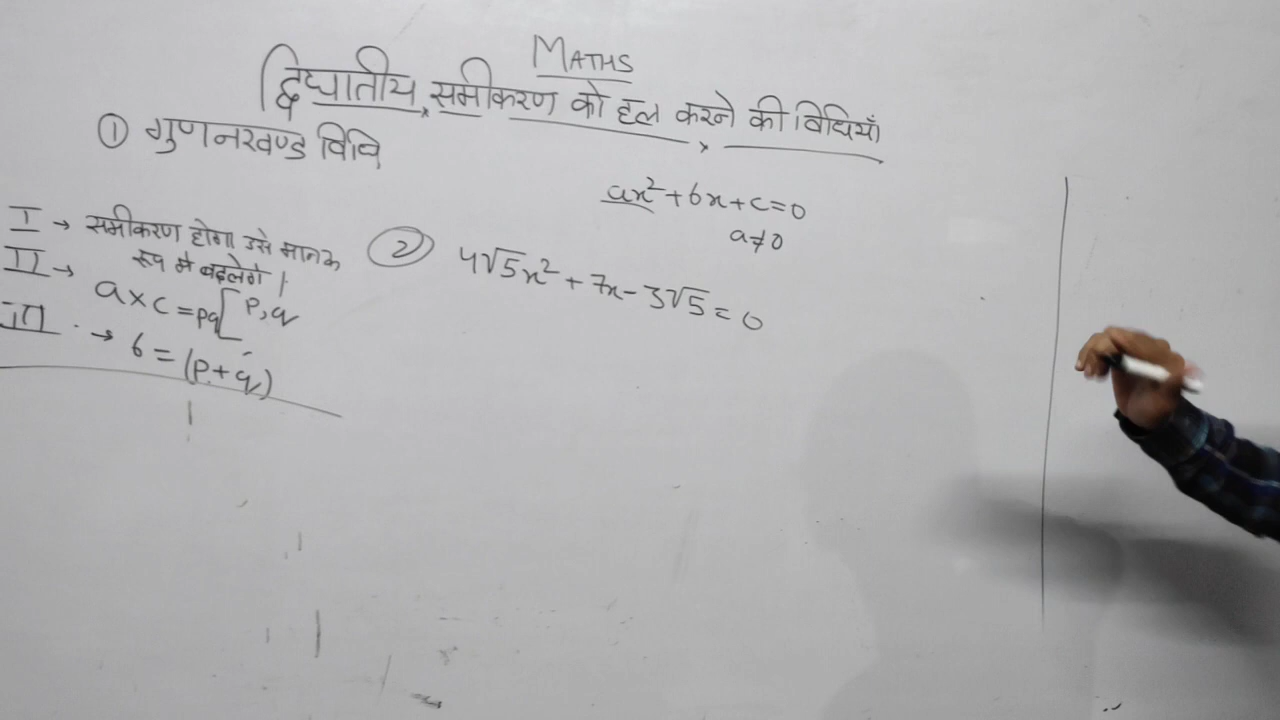 MATHS
द्विघातीय समीकरण को हल करने की विधियाँ
① गुणनखण्ड विधि
ax²+bx+c=0
a≠0
I → समीकरण होगा उसे मानक
रूप में बदलेगे।
II → a×c=pq[p,q
III → b=(p+q)
② 4√5x²+7x-3√5=0